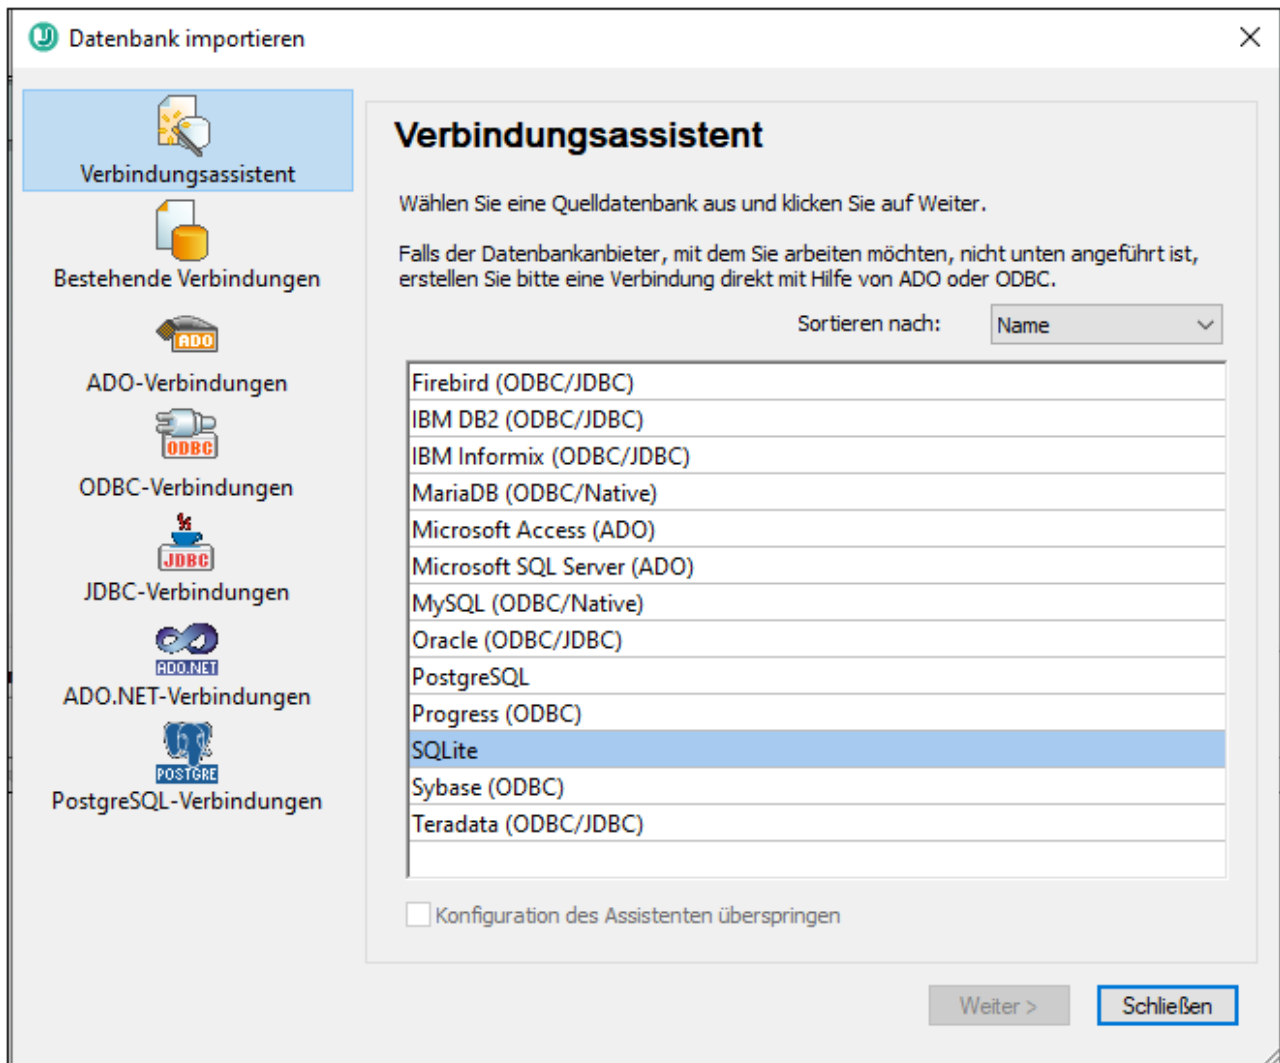 Datenbank importieren
Verbindungsassistent
Bestehende Verbindungen
ADO
ADO-Verbindungen
ODBC
ODBC-Verbindungen
JDBC
JDBC-Verbindungen
ADO.NET
ADO.NET-Verbindungen
POSTGRE
PostgreSQL-Verbindungen
Verbindungsassistent
Wählen Sie eine Quelldatenbank aus und klicken Sie auf Weiter.
Falls der Datenbankanbieter, mit dem Sie arbeiten möchten, nicht unten angeführt ist,
erstellen Sie bitte eine Verbindung direkt mit Hilfe von ADO oder ODBC.
Sortieren nach: Name
Firebird (ODBC/JDBC)
IBM DB2 (ODBC/JDBC)
IBM Informix (ODBC/JDBC)
MariaDB (ODBC/Native)
Microsoft Access (ADO)
Microsoft SQL Server (ADO)
MySQL (ODBC/Native)
Oracle (ODBC/JDBC)
PostgreSQL
Progress (ODBC)
SQLite
Sybase (ODBC)
Teradata (ODBC/JDBC)
Konfiguration des Assistenten überspringen
Weiter > Schließen